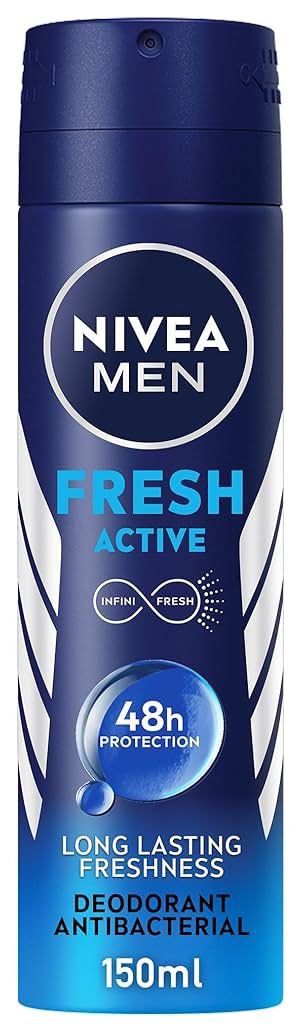 NIVEA
MEN
FRESH
ACTIVE
INFINI FRESH
48h
PROTECTION
LONG LASTING
FRESHNESS
DEODORANT
ANTIBACTERIAL
150ml